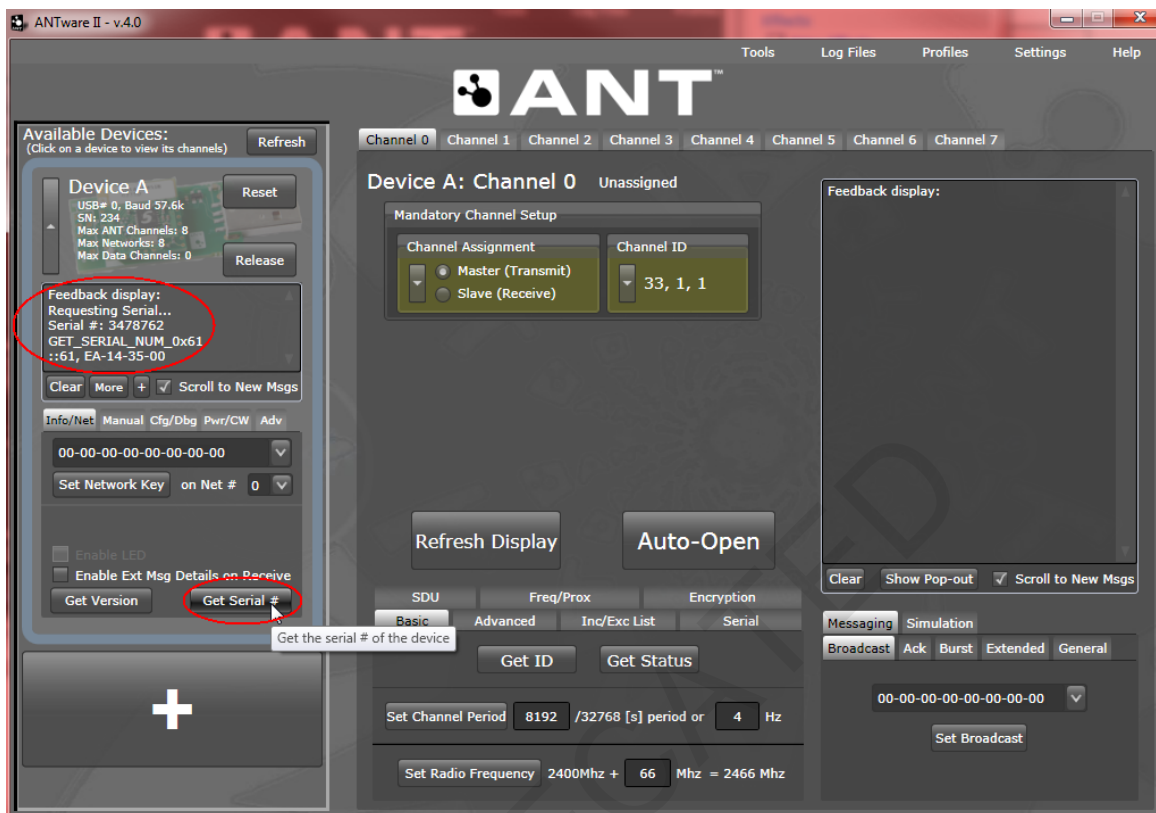 ANTware II - v.4.0
Tools Log Files Profiles Settings Help
ANT™
Available Devices:
(Click on a device to view its channels)
Refresh
Device A
USB# 0, Baud 57.6k
SN: 234
Max ANT Channels: 8
Max Networks: 8
Max Data Channels: 0
Reset
Release
Feedback display:
Requesting Serial...
Serial #: 3478762
GET_SERIAL_NUM_0x61
::61, EA-14-35-00
Clear More + Scroll to New Msgs
Info/Net Manual Cfg/Dbg Pwr/CW Adv
00-00-00-00-00-00-00-00
Set Network Key on Net # 0
Enable LED
Enable Ext Msg Details on Receive
Get Version Get Serial #
Get the serial # of the device
+
Channel 0 Channel 1 Channel 2 Channel 3 Channel 4 Channel 5 Channel 6 Channel 7
Device A: Channel 0 Unassigned
Mandatory Channel Setup
Channel Assignment
Master (Transmit)
Slave (Receive)
Channel ID
33, 1, 1
Refresh Display Auto-Open
SDU Freq/Prox Encryption
Basic Advanced Inc/Exc List Serial
Get ID Get Status
Set Channel Period 8192 /32768 [s] period or 4 Hz
Set Radio Frequency 2400Mhz + 66 Mhz = 2466 Mhz
Feedback display:
Clear Show Pop-out Scroll to New Msgs
Messaging Simulation
Broadcast Ack Burst Extended General
00-00-00-00-00-00-00-00
Set Broadcast